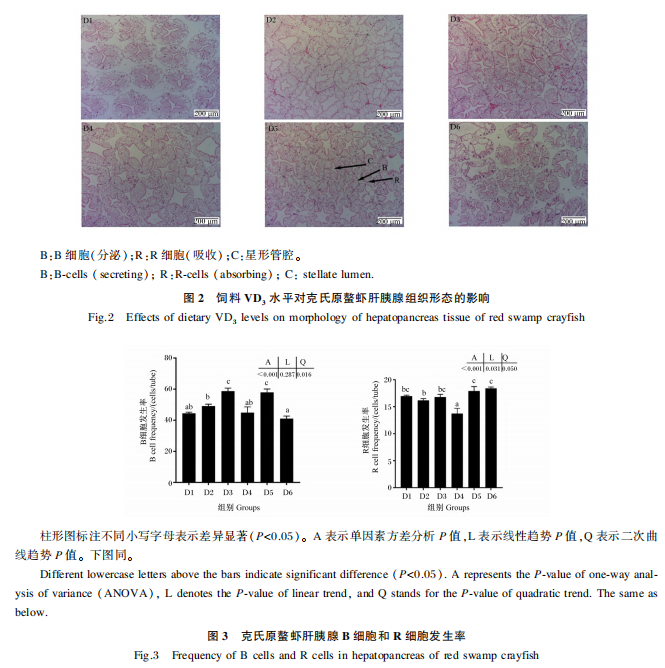 D1
D2
D3
200 μm
200 μm
200 μm
D4
D5
D6
C
B
R
200 μm
200 μm
200 μm
B:B 细胞(分泌);R:R 细胞(吸收);C:星形管腔。
B:B-cells (secreting); R:R-cells (absorbing); C: stellate lumen.
图 2 饲料 VD3 水平对克氏原螯虾肝胰腺组织形态的影响
Fig.2 Effects of dietary VD3 levels on morphology of hepatopancreas tissue of red swamp crayfish
A L Q
<0.001 0.287 0.016
80
60
40
20
0
B细胞发生率
B cell frequency/(cells/tube)
ab b c ab c a
D1 D2 D3 D4 D5 D6
组别 Groups
A L Q
<0.001 0.031 0.050
20
15
10
5
0
R细胞发生率
R cell frequency/(cells/tube)
bc b bc a c c
D1 D2 D3 D4 D5 D6
组别 Groups
柱形图标注不同小写字母表示差异显著(P<0.05)。A 表示单因素方差分析 P 值,L 表示线性趋势 P 值,Q 表示二次曲
线趋势 P 值。下图同。
Different lowercase letters above the bars indicate significant difference (P<0.05). A represents the P-value of one-way anal-
ysis of variance (ANOVA), L denotes the P-value of linear trend, and Q stands for the P-value of quadratic trend. The same as
below.
图 3 克氏原螯虾肝胰腺 B 细胞和 R 细胞发生率
Fig.3 Frequency of B cells and R cells in hepatopancreas of red swamp crayfish